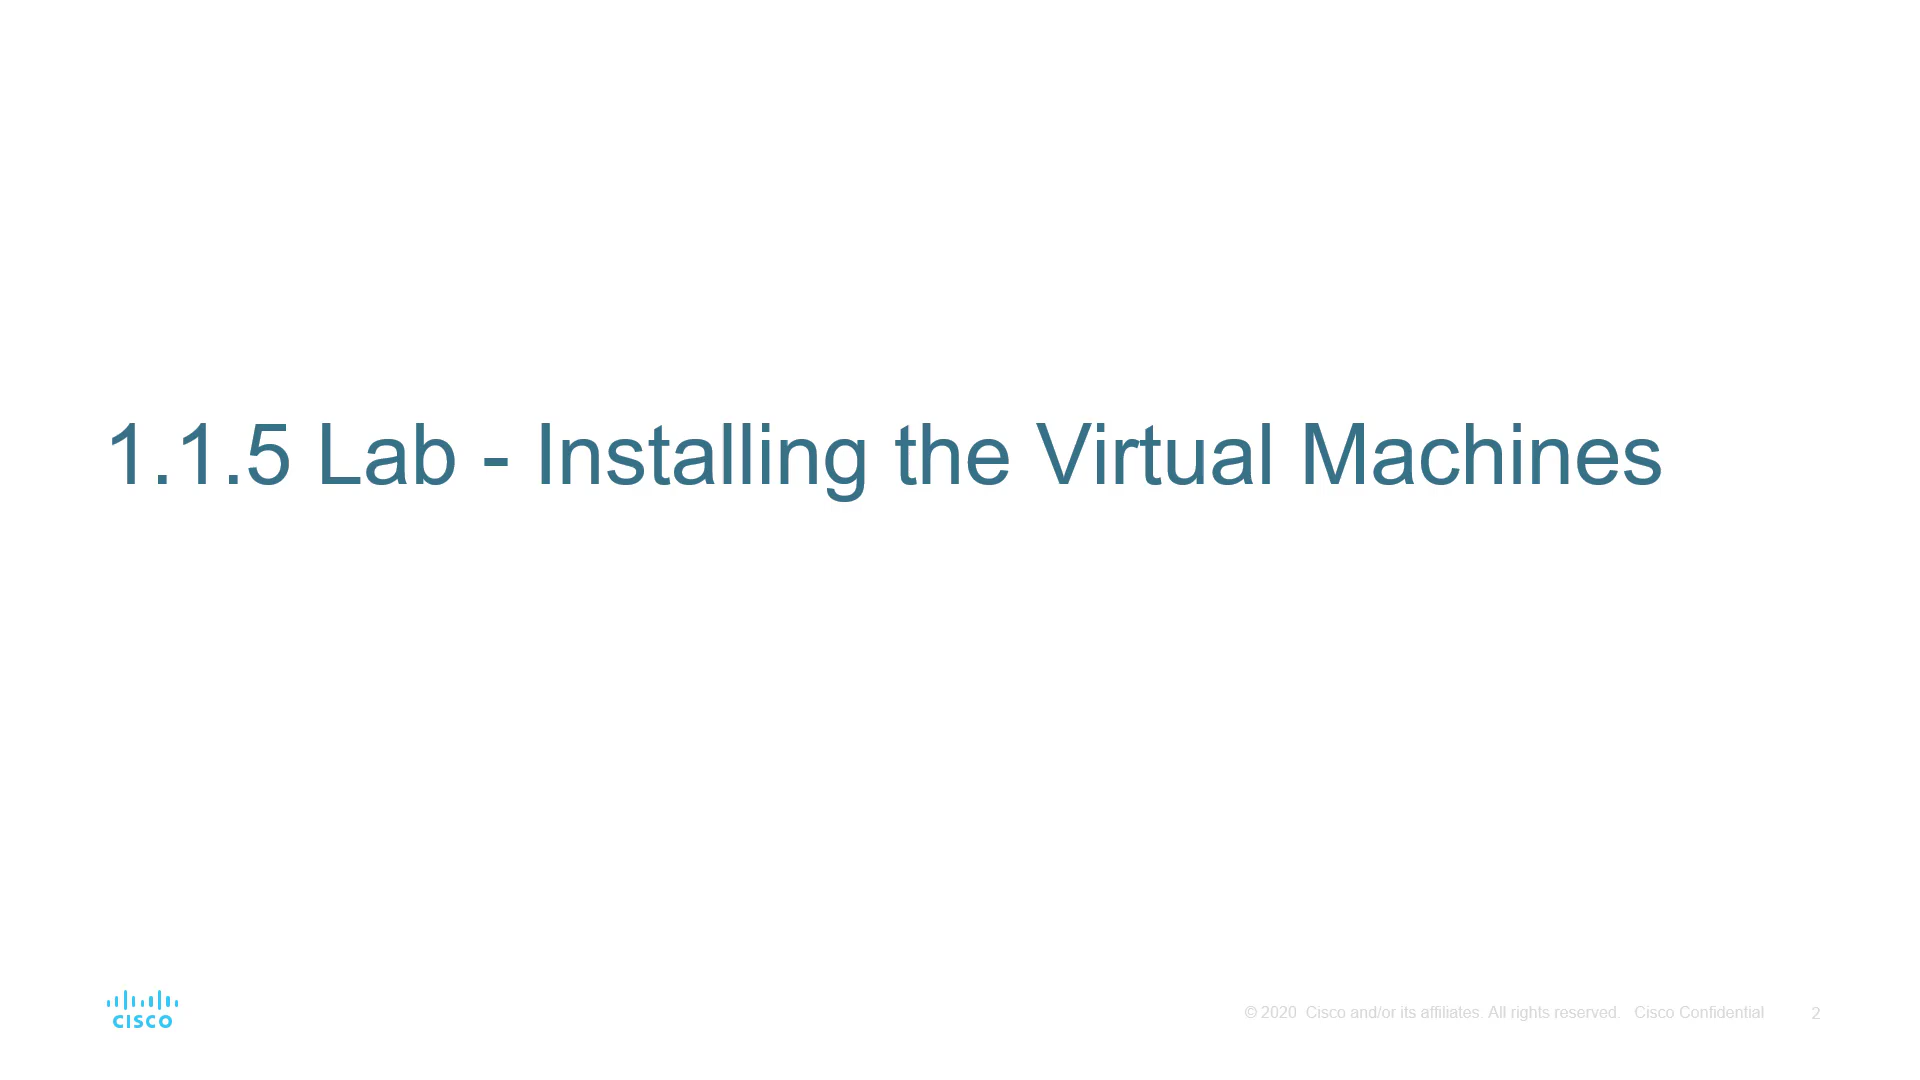 1.1.5 Lab - Installing the Virtual Machines
CISCO
© 2020 Cisco and/or its affiliates. All rights reserved. Cisco Confidential
2